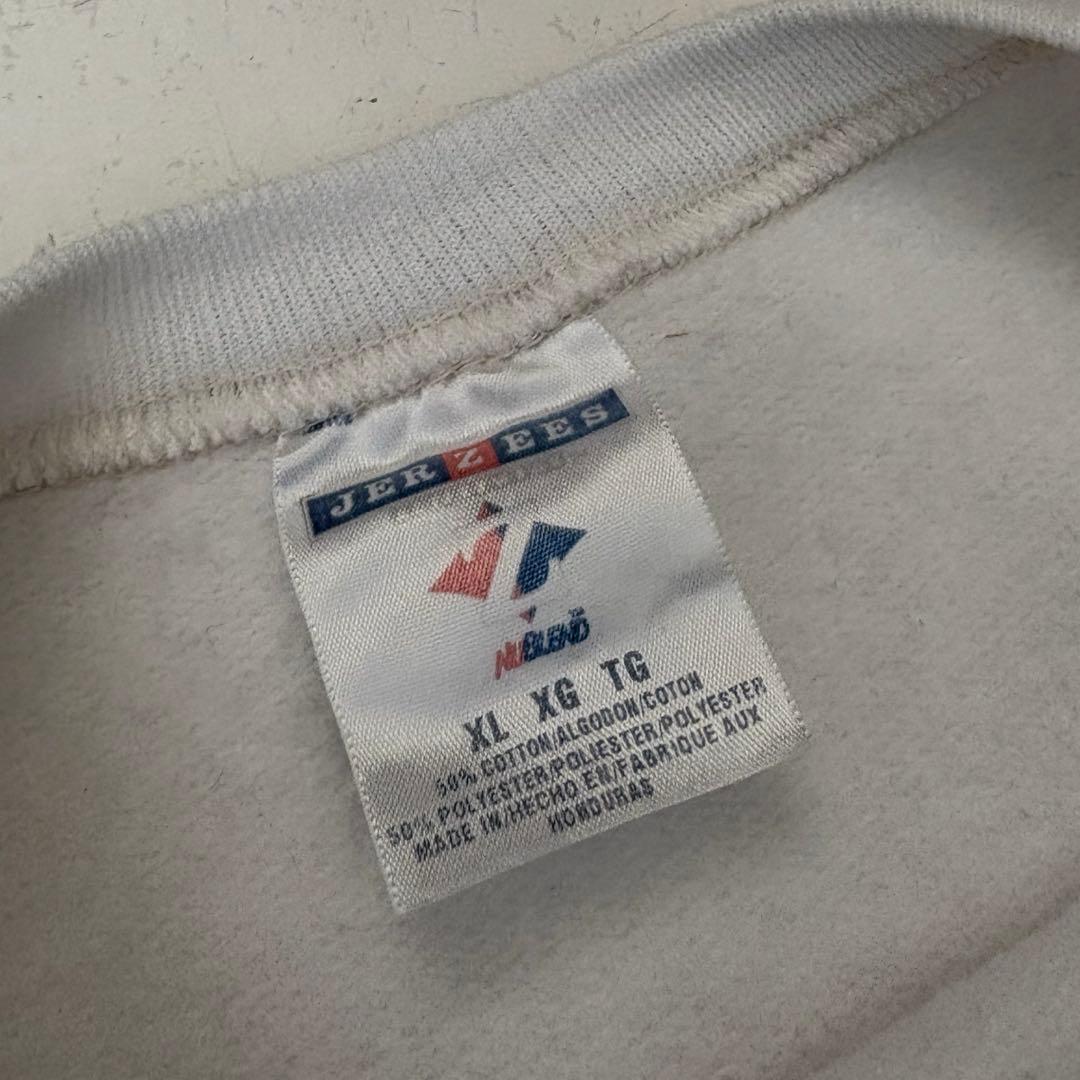 JERZEES
NUBLEND
XL XG TG
50% COTTON/ALGODON/COTON
50% POLYESTER/POLIESTER/POLYESTER
MADE IN/HECHO EN/FABRIQUE AUX
HONDURAS